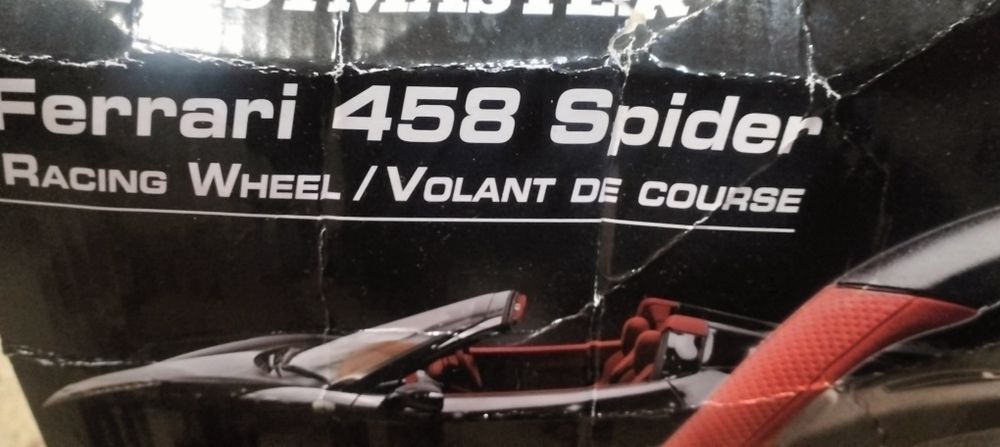 Ferrari 458 Spider
RACING WHEEL / VOLANT DE COURSE